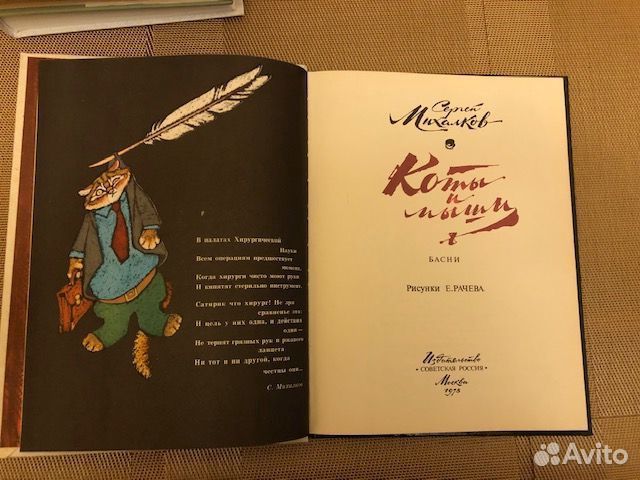 В палатах Хирургической
Науки
Всем операциям предшествует
момент,
Когда хирурги чисто моют руки
И кипятят стерильно инструмент.
Сатирик что хирург! Не зря
сравненье это:
И цель у них одна, и действия
одни —
Не терпят грязных рук и ржавого
ланцета
Ни тот и ни другой, когда
честны они...
С. Михалков
Сергей
Михалков
Коты
и
мыши
БАСНИ
Рисунки Е.РАЧЕВА
Издательство
•СОВЕТСКАЯ РОССИЯ•
Москва
Avito